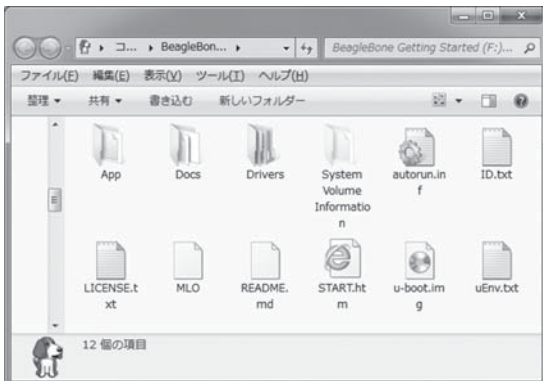 コ... BeagleBon... BeagleBone Getting Started (F:)...
ファイル(F) 編集(E) 表示(V) ツール(T) ヘルプ(H)
整理 共有 書き込む 新しいフォルダー
App Docs Drivers System Volume Informatio n autorun.in f ID.txt
LICENSE.t xt MLO README. md START.ht m u-boot.im g uEnv.txt
12 個の項目